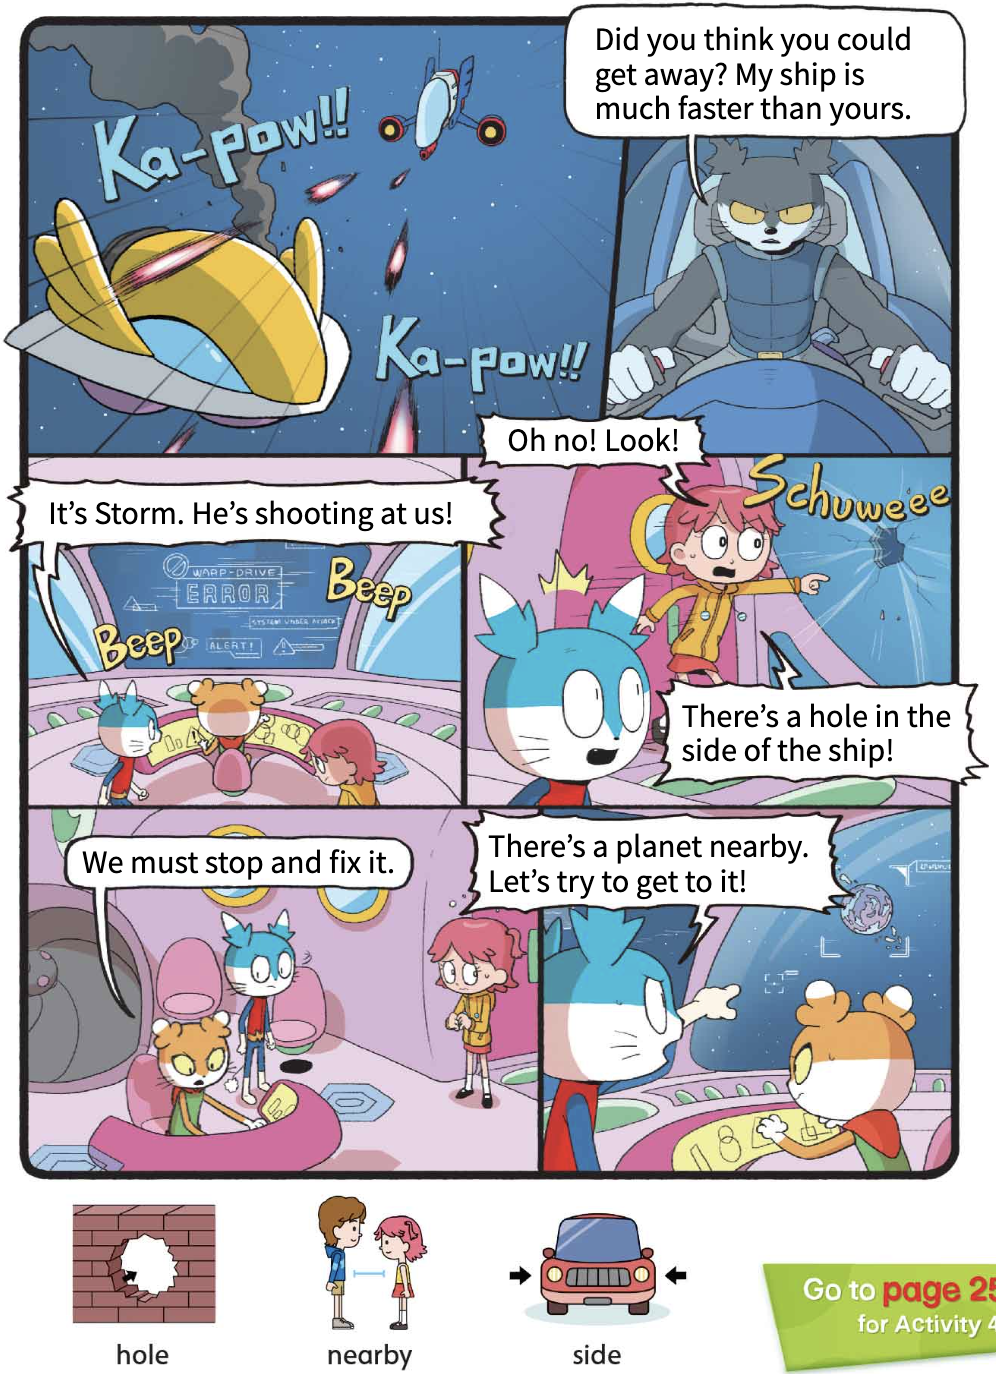 Did you think you could
get away? My ship is
much faster than yours.
Ka-pow!!
Ka-pow!!
Oh no! Look!
It's Storm. He's shooting at us!
Schuweee
WARP-DRIVE
ERROR
SYSTEM UNDER ATTACK
ALERT!
Beep
Beep
There's a hole in the
side of the ship!
We must stop and fix it.
There's a planet nearby.
Let's try to get to it!
hole
nearby
side
Go to page 25
for Activity 4